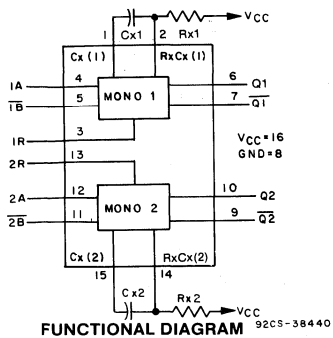 Cx1
Rx1
VCC
1
2
Cx(1)
RxCx(1)
1A
4
1B
5
MONO 1
6
Q1
7
Q1
1R
3
2R
13
VCC=16
GND=8
2A
12
2B
11
MONO 2
10
Q2
9
Q2
Cx(2)
RxCx(2)
15
14
Cx2
Rx2
VCC
FUNCTIONAL DIAGRAM
92CS-38440